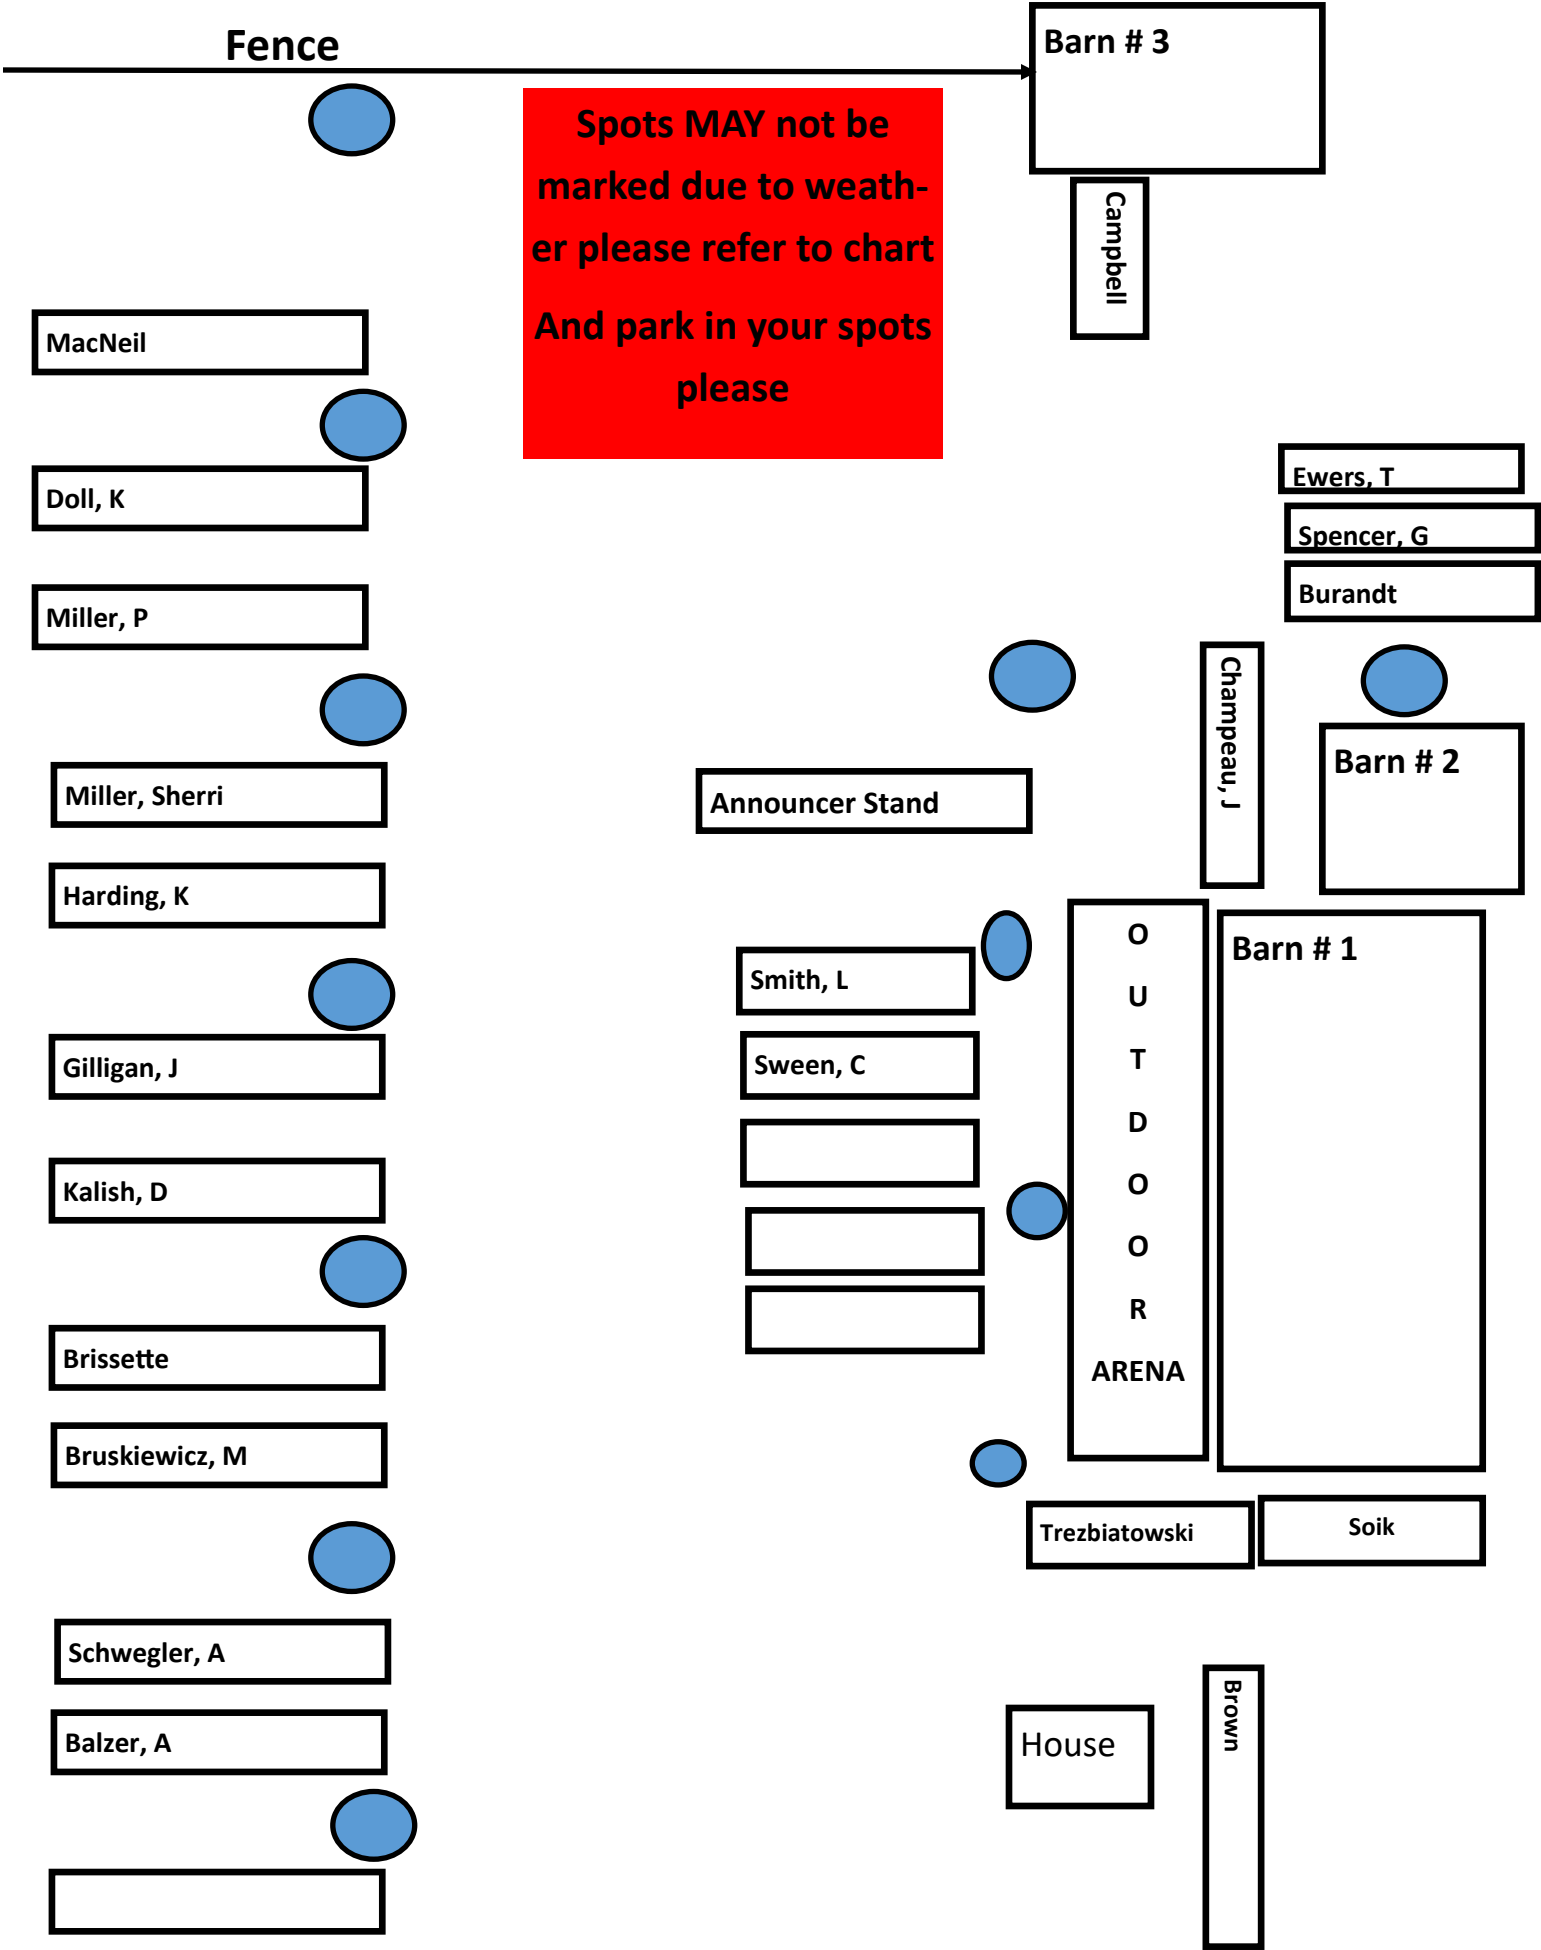 Fence
Barn # 3
Spots MAY not be
marked due to weath-
er please refer to chart
And park in your spots
please
Campbell
MacNeil
Doll, K
Miller, P
Ewers, T
Spencer, G
Burandt
Champeau, J
Barn # 2
Miller, Sherri
Announcer Stand
Harding, K
Smith, L
Sween, C
O
U
T
D
O
O
R
ARENA
Barn # 1
Gilligan, J
Kalish, D
Brissette
Bruskiewicz, M
Trezbiatowski
Soik
Schwegler, A
Balzer, A
House
Brown